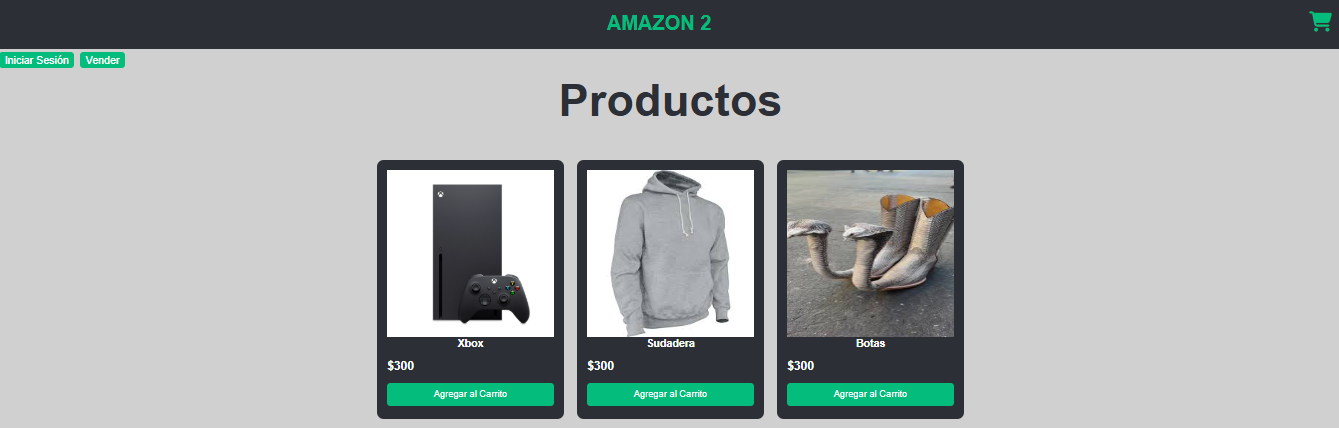 AMAZON 2
Iniciar Sesión Vender
Productos
Xbox
$300
Agregar al Carrito
Sudadera
$300
Agregar al Carrito
Botas
$300
Agregar al Carrito